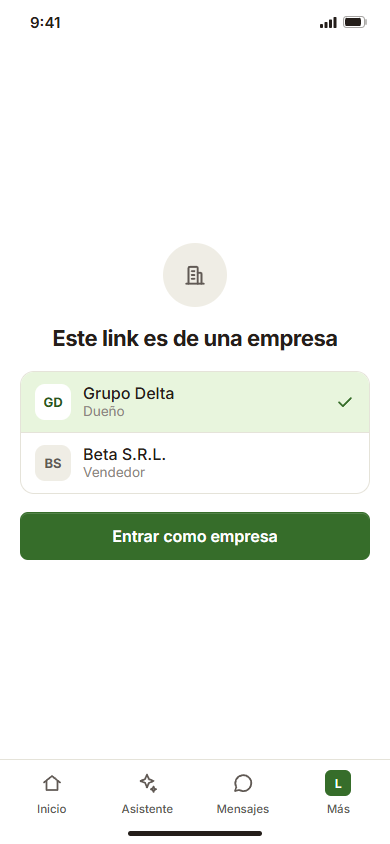 9:41
Este link es de una empresa
GD
Grupo Delta
Dueño
BS
Beta S.R.L.
Vendedor
Entrar como empresa
Inicio
Asistente
Mensajes
L
Más